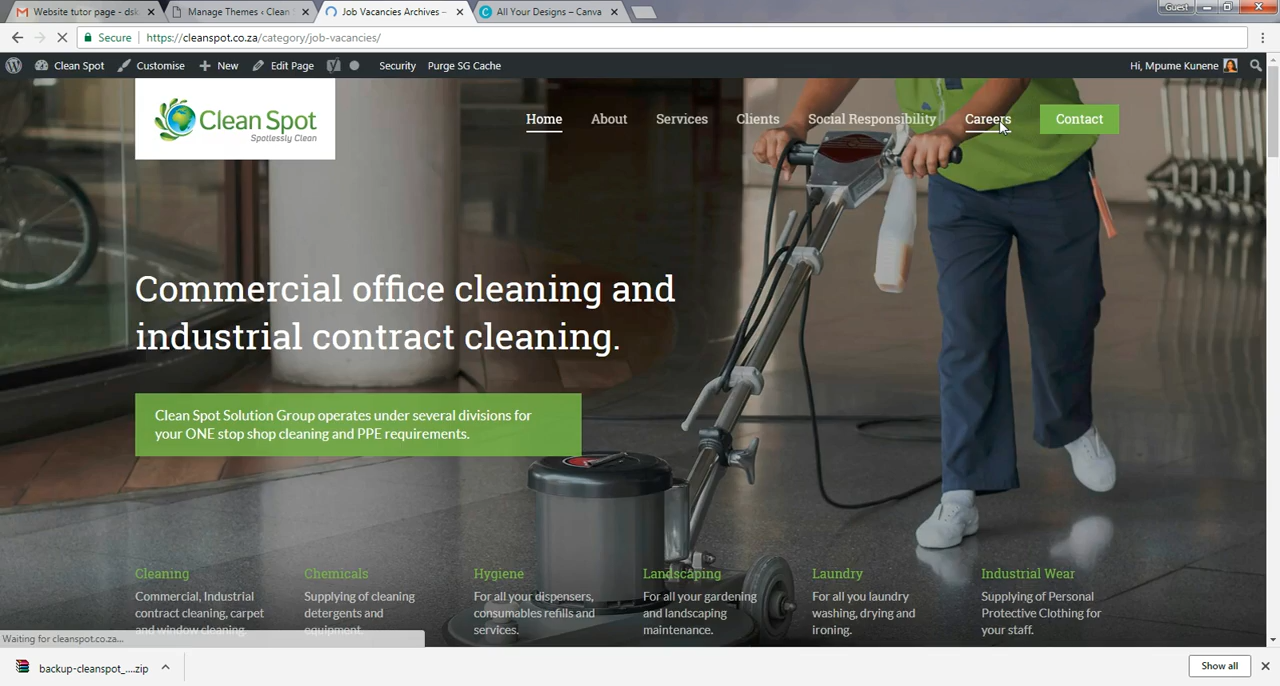 Website tutor page - dsk
Manage Themes ‹ Clean S
Job Vacancies Archives -
All Your Designs – Canva
Guest
Secure
https://cleanspot.co.za/category/job-vacancies/
Clean Spot
Customise
New
Edit Page
Security
Purge SG Cache
Hi, Mpume Kunene
Clean Spot
Spotlessly Clean
Home
About
Services
Clients
Social Responsibility
Careers
Contact
Commercial office cleaning and
industrial contract cleaning.
Clean Spot Solution Group operates under several divisions for
your ONE stop shop cleaning and PPE requirements.
Cleaning
Commercial, Industrial
contract cleaning, carpet
and window cleaning.
Chemicals
Supplying of cleaning
detergents and
equipment.
Hygiene
For all your dispensers,
consumables refills and
services.
Landscaping
For all your gardening
and landscaping
maintenance.
Laundry
For all you laundry
washing, drying and
ironing.
Industrial Wear
Supplying of Personal
Protective Clothing for
your staff.
Waiting for cleanspot.co.za...
backup-cleanspot_....zip
Show all